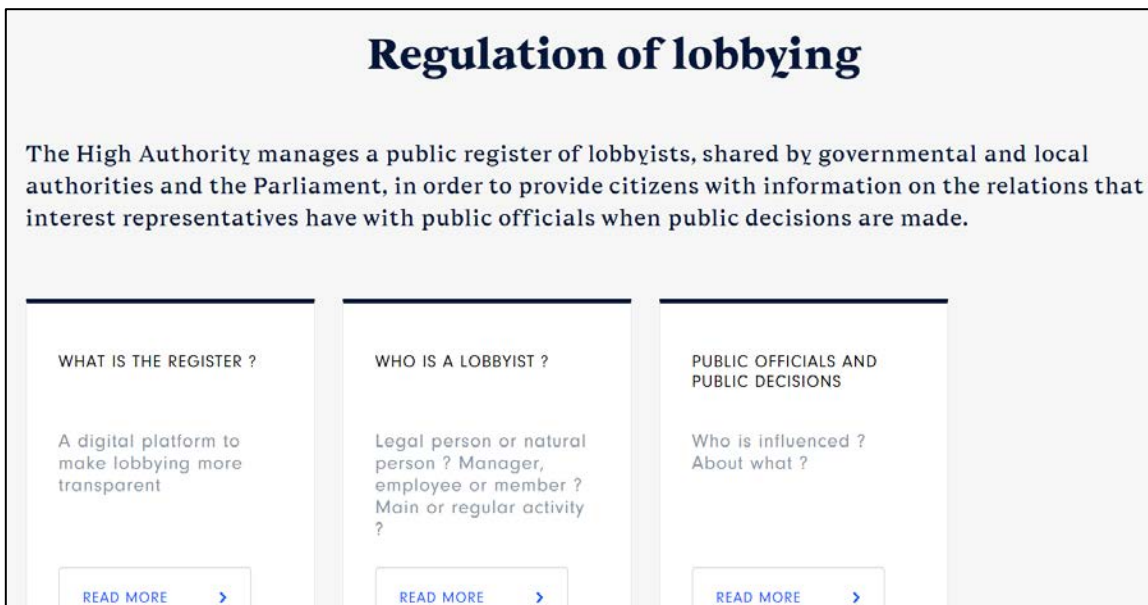 Regulation of lobbying
The High Authority manages a public register of lobbyists, shared by governmental and local
authorities and the Parliament, in order to provide citizens with information on the relations that
interest representatives have with public officials when public decisions are made.
WHAT IS THE REGISTER ?
A digital platform to
make lobbying more
transparent
READ MORE
WHO IS A LOBBYIST ?
Legal person or natural
person ? Manager,
employee or member ?
Main or regular activity
?
READ MORE
PUBLIC OFFICIALS AND
PUBLIC DECISIONS
Who is influenced ?
About what ?
READ MORE